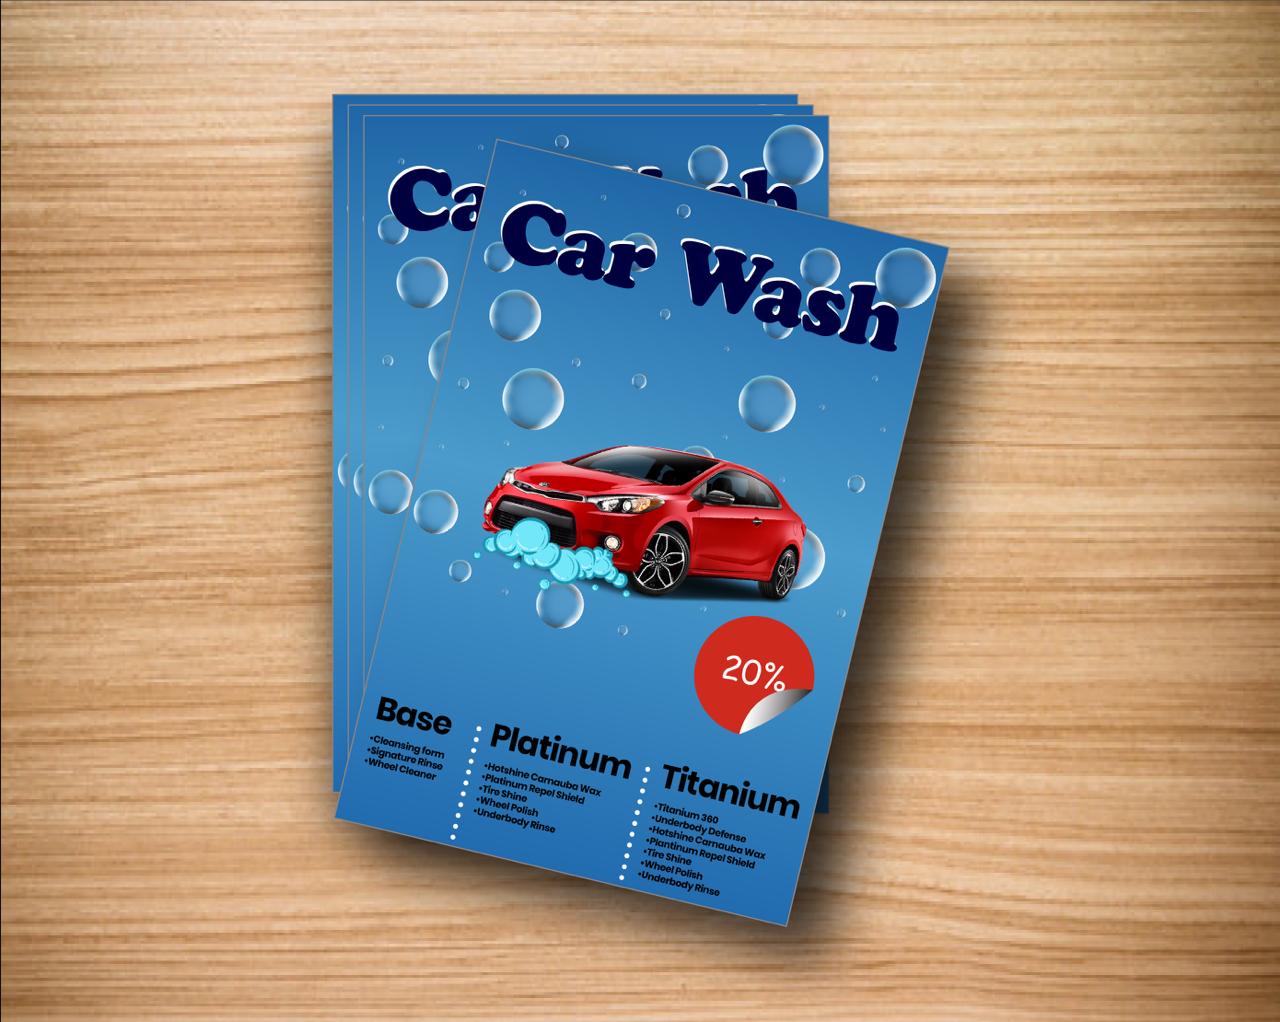 Ca
sh
Car Wash
20%
Base
•Cleansing form
•Signature Rinse
•Wheel Cleaner
Platinum
•Hotshine Carnauba Wax
•Platinum Repel Shield
•Tire Shine
•Wheel Polish
•Underbody Rinse
Titanium
•Titanium 360
•Underbody Defense
•Hotshine Carnauba Wax
•Plantinum Repel Shield
•Tire Shine
•Wheel Polish
•Underbody Rinse